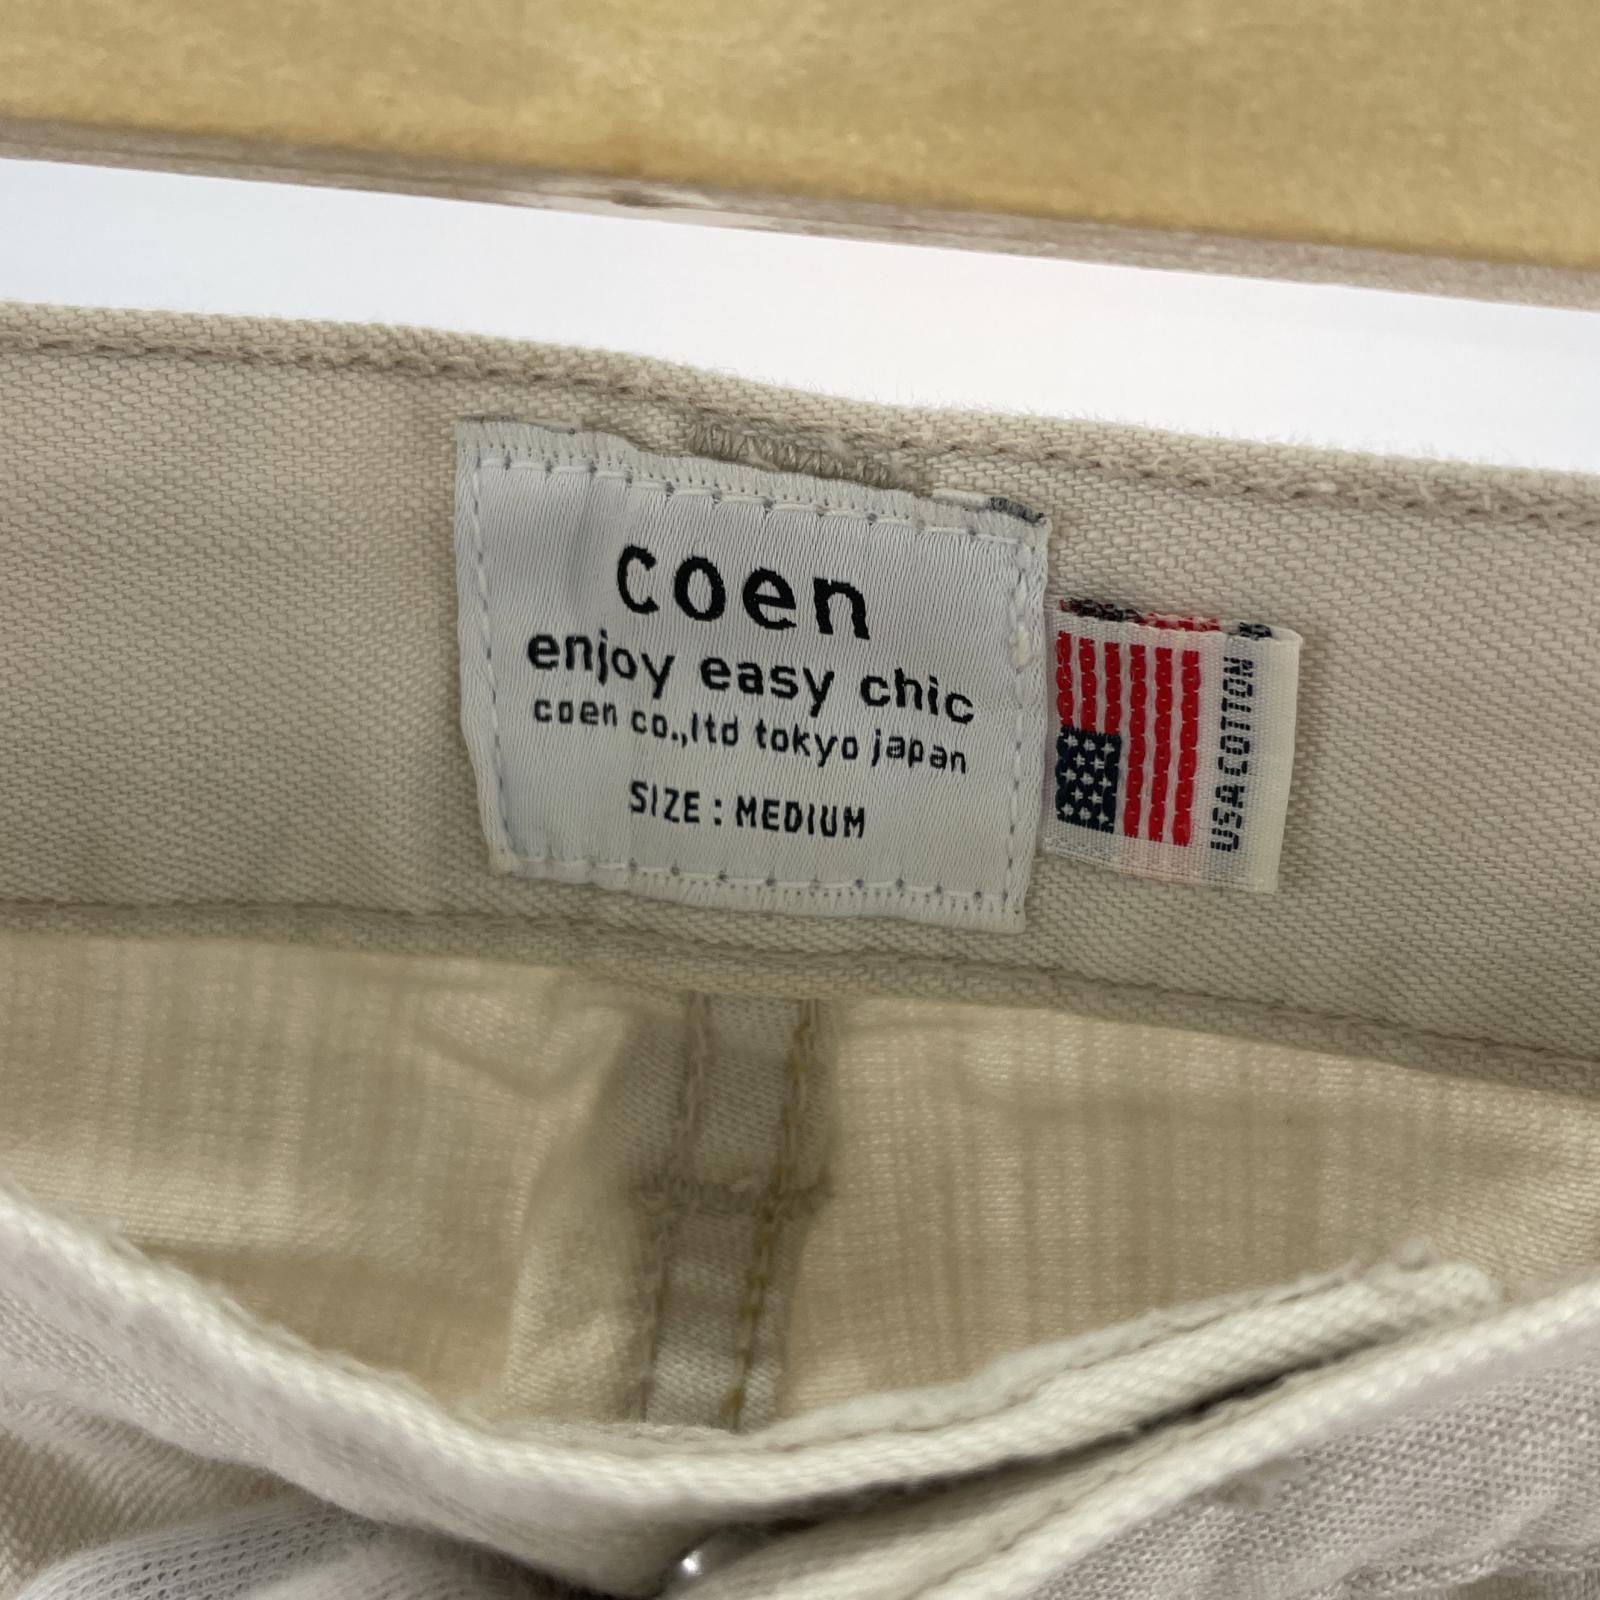 coen
enjoy easy chic
coen co.,ltd tokyo japan
SIZE : MEDIUM
USA COTTON